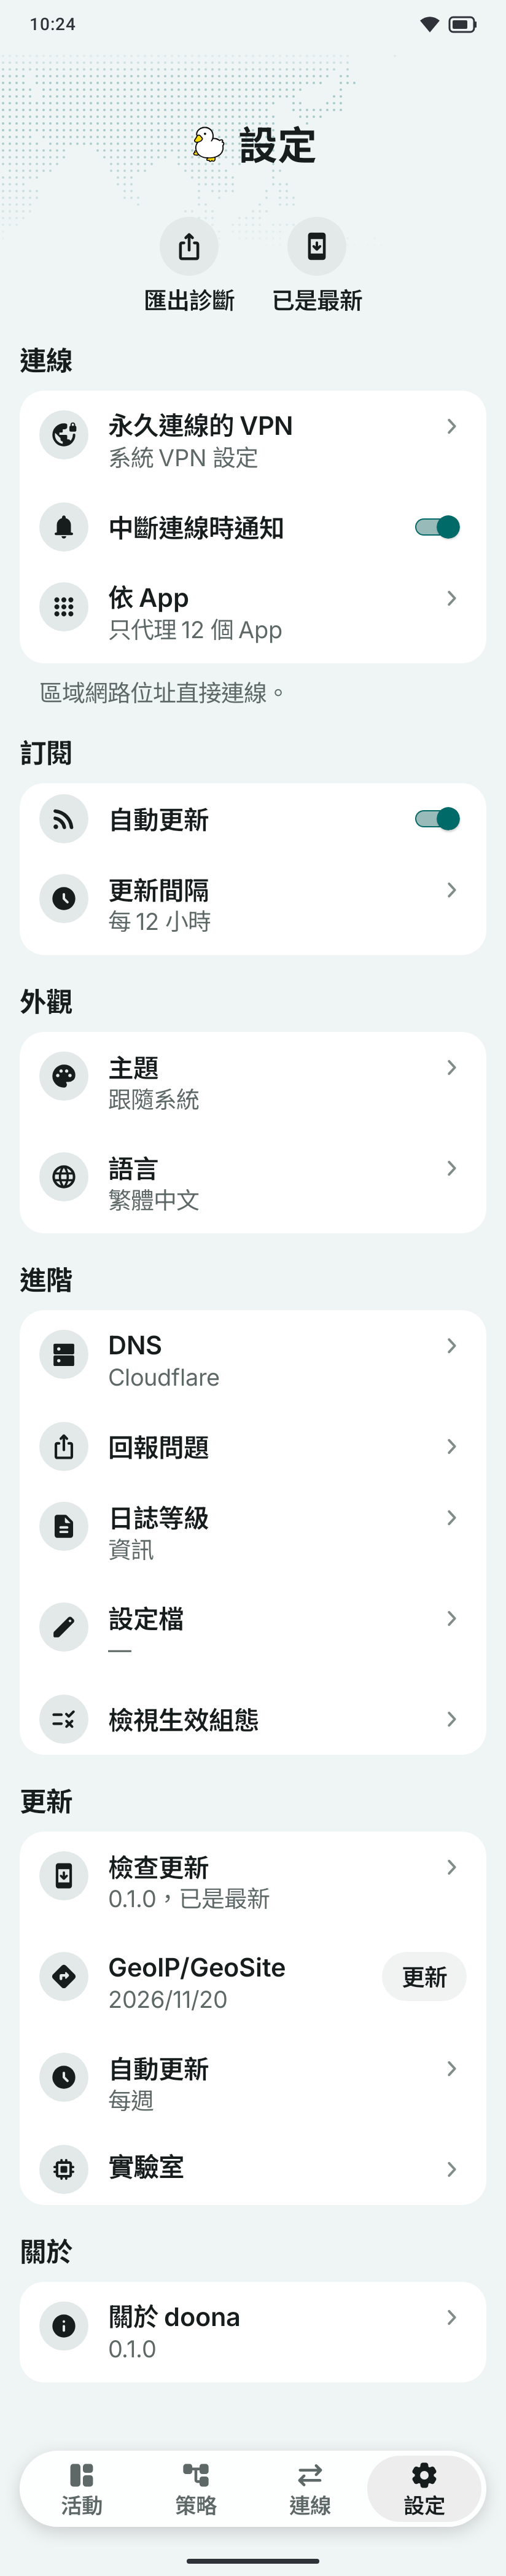 10:24
設定
匯出診斷
已是最新
連線
永久連線的 VPN
系統 VPN 設定
中斷連線時通知
依 App
只代理 12 個 App
區域網路位址直接連線。
訂閱
自動更新
更新間隔
每 12 小時
外觀
主題
跟隨系統
語言
繁體中文
進階
DNS
Cloudflare
回報問題
日誌等級
資訊
設定檔
—
檢視生效組態
更新
檢查更新
0.1.0，已是最新
GeoIP/GeoSite
更新
2026/11/20
自動更新
每週
實驗室
關於
關於 doona
0.1.0
活動
策略
連線
設定